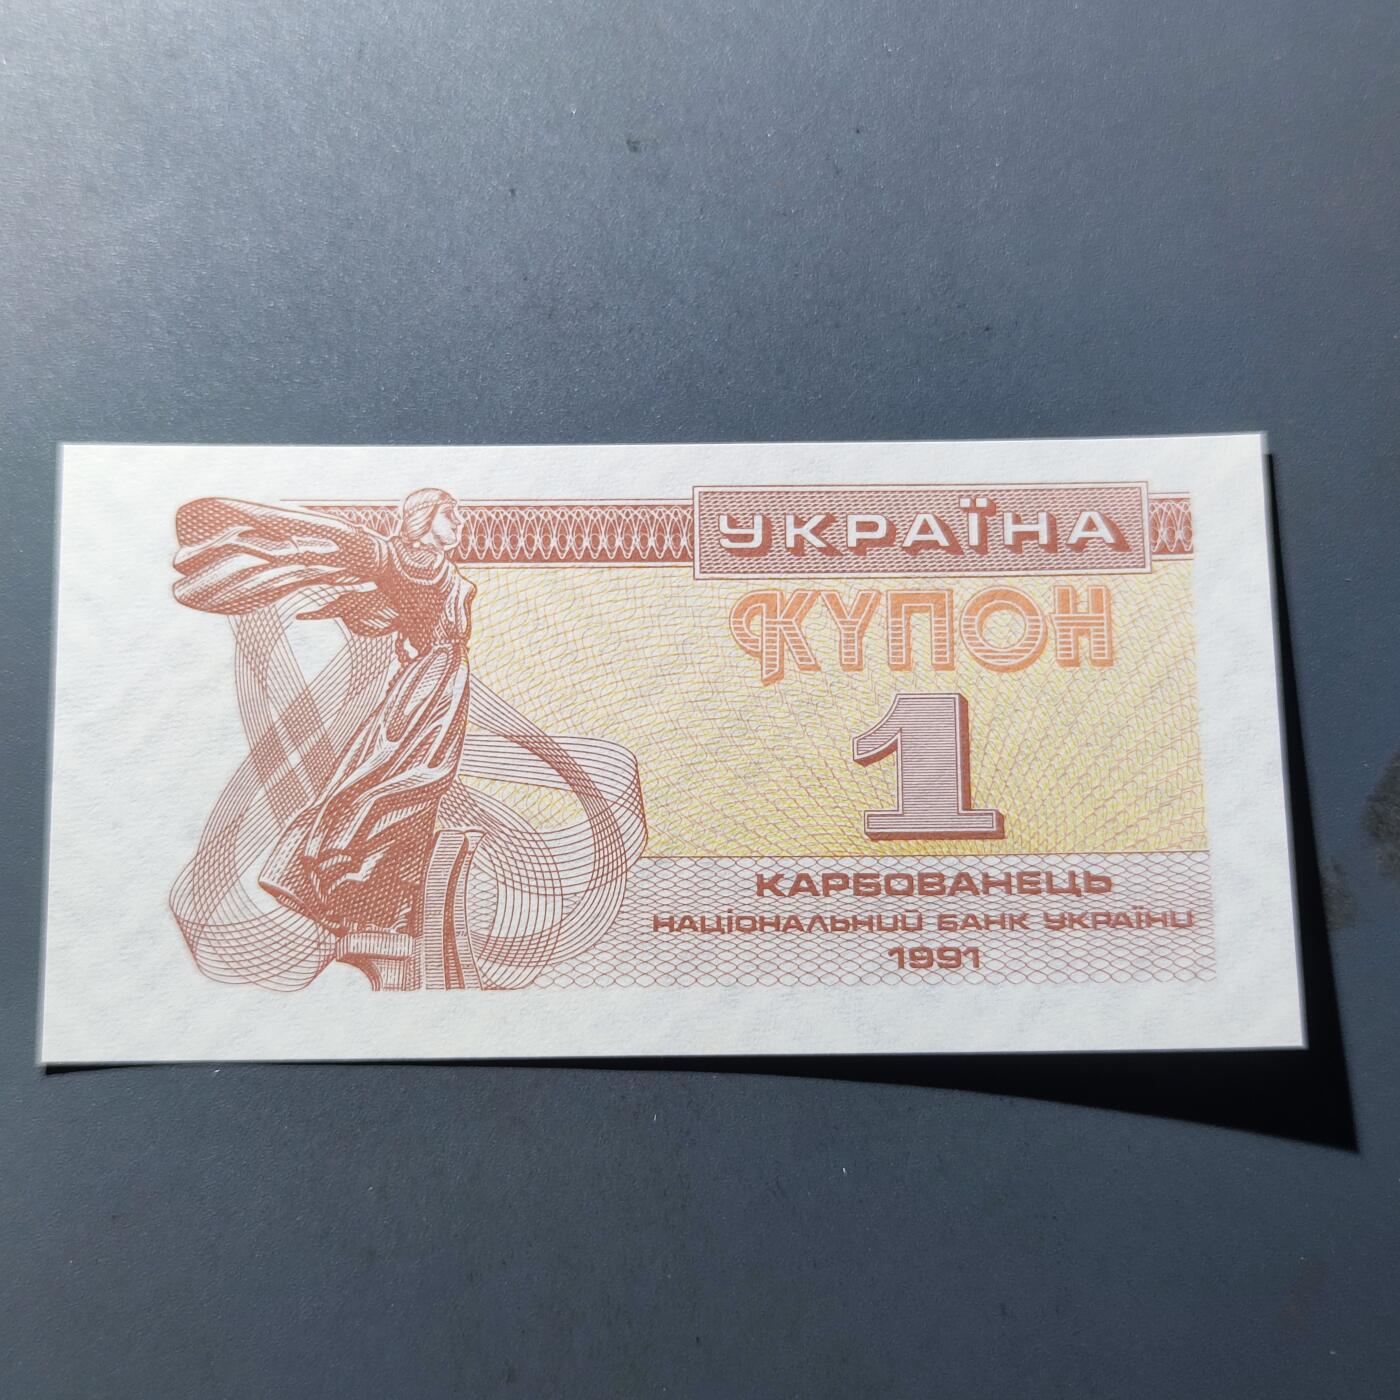 УКРАЇНА
КУПОН
1
КАРБОВАНЕЦЬ
НАЦІОНАЛЬНИЙ БАНК УКРАЇНИ
1991